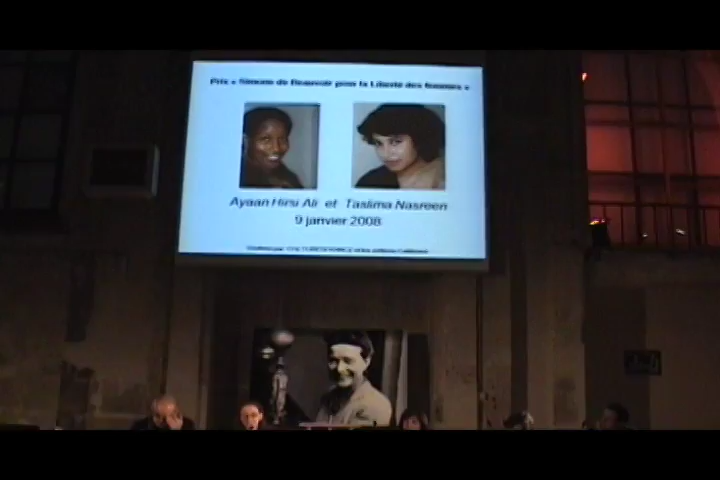 Prix « Simone de Beauvoir pour la Liberté des femmes »
Ayaan Hirsi Ali et Taslima Nasreen
9 janvier 2008